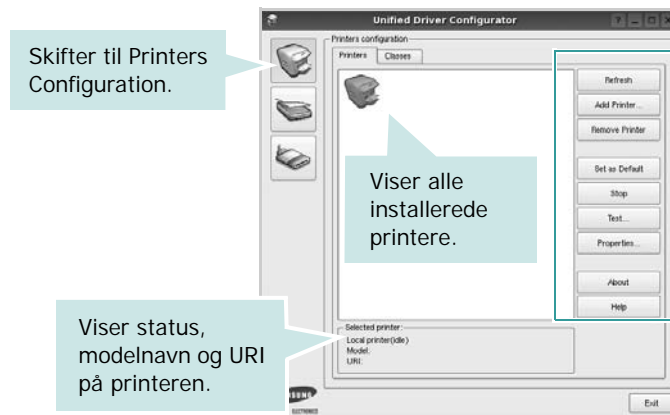 Unified Driver Configurator
Skifter til Printers
Configuration.
Printers configuration
Printers
Classes
Refresh
Add Printer...
Remove Printer
Set as Default
Stop
Test...
Properties...
About
Help
Viser alle
installerede
printere.
Viser status,
modelnavn og URI
på printeren.
Selected printer:
Local printer(idle)
Model:
URI:
ELECTRONICS
Exit